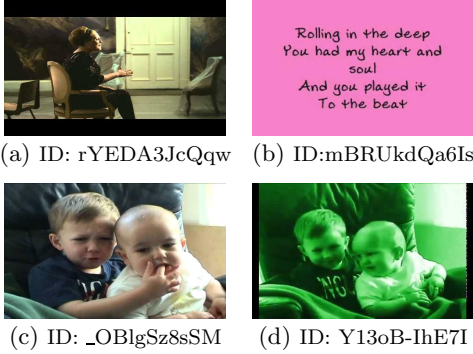 Rolling in the deep
You had my heart and
soul
And you played it
To the beat
(a) ID: rYEDA3JcQqw
(b) ID:mBRUkdQa6Is
(c) ID: _OBlgSz8sSM
(d) ID: Y13oB-IhE7I